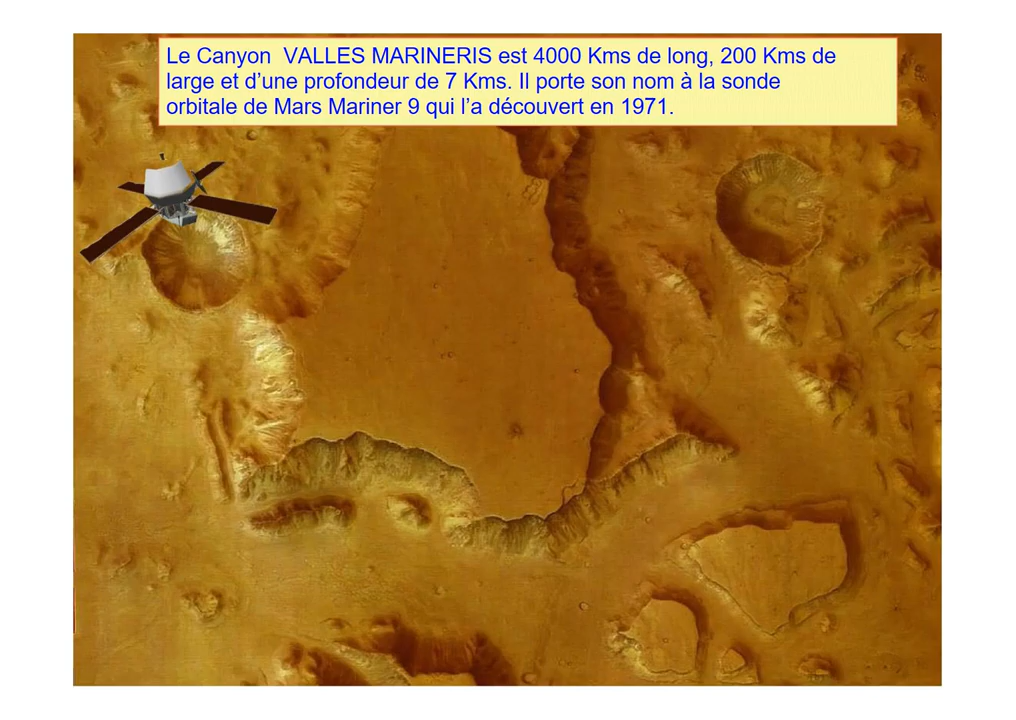 Le Canyon  VALLES MARINERIS est 4000 Kms de long, 200 Kms de
large et d’une profondeur de 7 Kms. Il porte son nom à la sonde
orbitale de Mars Mariner 9 qui l’a découvert en 1971.